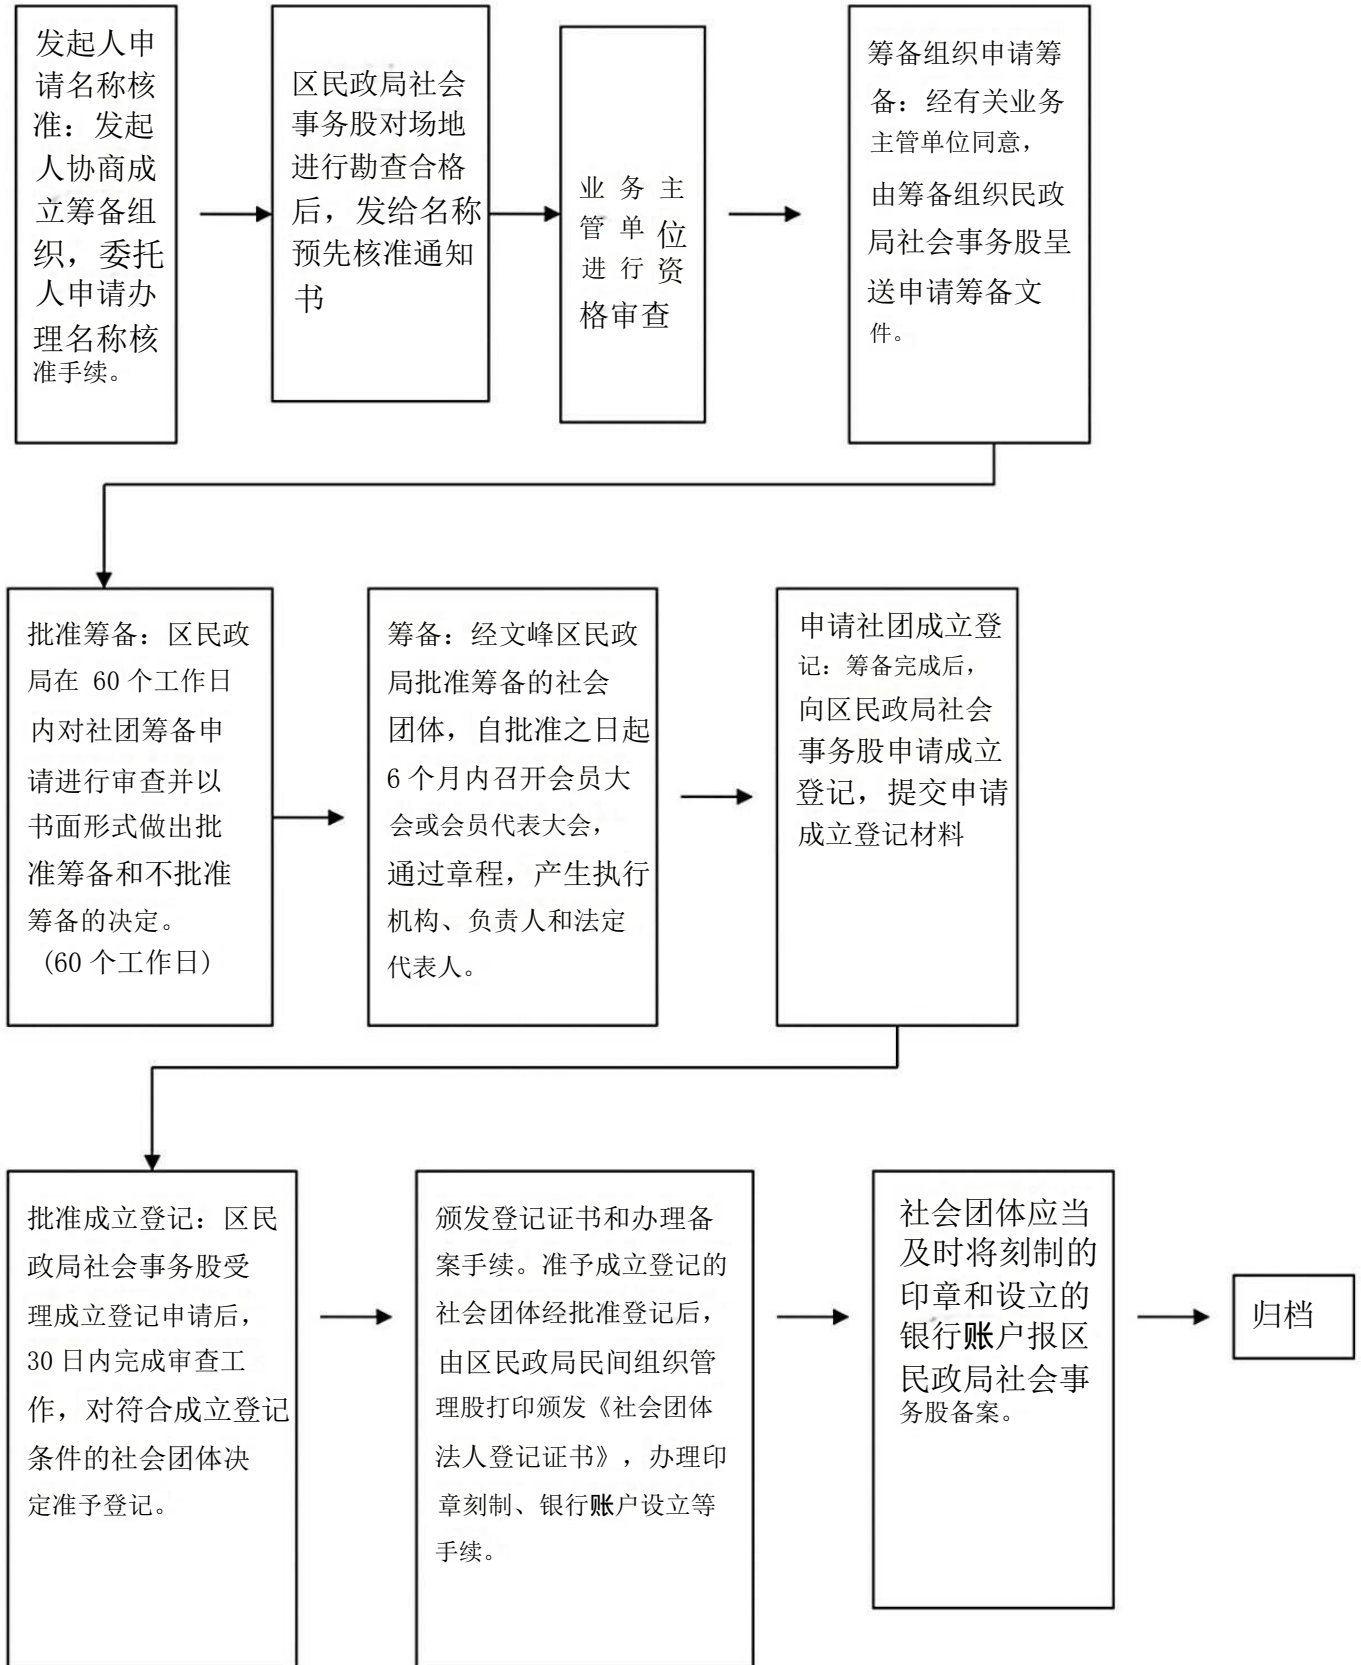 发起人申
请名称核
准：发起
人协商成
立筹备组
织，委托
人申请办
理名称核
准手续。
区民政局社会
事务股对场地
进行勘查合格
后，发给名称
预先核准通知
书
业务主
管单位
进行资
格审查
筹备组织申请筹
备：经有关业务
主管单位同意，
由筹备组织民政
局社会事务股呈
送申请筹备文
件。
批准筹备：区民政
局在 60 个工作日
内对社团筹备申
请进行审查并以
书面形式做出批
准筹备和不批准
筹备的决定。
(60 个工作日)
筹备：经文峰区民政
局批准筹备的社会
团体，自批准之日起
6 个月内召开会员大
会或会员代表大会，
通过章程，产生执行
机构、负责人和法定
代表人。
申请社团成立登
记：筹备完成后，
向区民政局社会
事务股申请成立
登记，提交申请
成立登记材料
批准成立登记：区民
政局社会事务股受
理成立登记申请后，
30 日内完成审查工
作，对符合成立登记
条件的社会团体决
定准予登记。
颁发登记证书和办理备
案手续。准予成立登记的
社会团体经批准登记后，
由区民政局民间组织管
理股打印颁发《社会团体
法人登记证书》，办理印
章刻制、银行账户设立等
手续。
社会团体应当
及时将刻制的
印章和设立的
银行账户报区
民政局社会事
务股备案。
归档